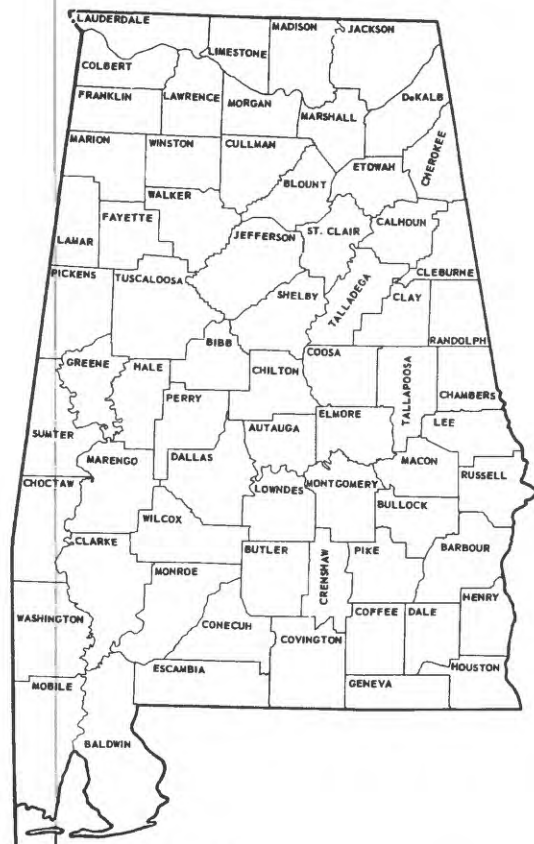 LAUDERDALE
MADISON
JACKSON
LIMESTONE
COLBERT
FRANKLIN
LAWRENCE
MORGAN
DeKALB
MARSHALL
MARION
WINSTON
CULLMAN
CHEROKEE
ETOWAH
BLOUNT
WALKER
FAYETTE
LAMAR
JEFFERSON
ST. CLAIR
CALHOUN
PICKENS
TUSCALOOSA
CLEBURNE
TALLADEGA
SHELBY
CLAY
RANDOLPH
BIBB
COOSA
GREENE
HALE
CHILTON
TALLAPOOSA
CHAMBERS
PERRY
ELMORE
LEE
SUMTER
AUTAUGA
MARENGO
DALLAS
MACON
RUSSELL
CHOCTAW
LOWNDES
MONTGOMERY
BULLOCK
WILCOX
CLARKE
BUTLER
CRENSHAW
PIKE
BARBOUR
MONROE
HENRY
WASHINGTON
CONECUH
COFFEE
DALE
COVINGTON
ESCAMBIA
HOUSTON
GENEVA
MOBILE
BALDWIN